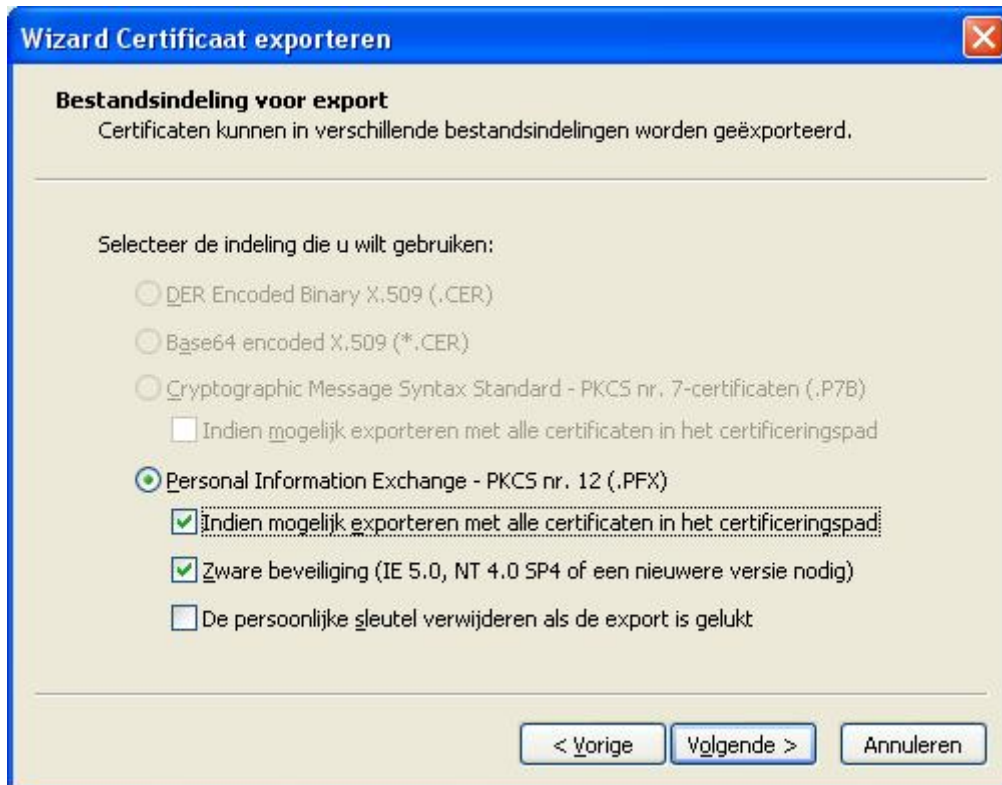 Wizard Certificaat exporteren
Bestandsindeling voor export
Certificaten kunnen in verschillende bestandsindelingen worden geëxporteerd.
Selecteer de indeling die u wilt gebruiken:
DER Encoded Binary X.509 (.CER)
Base64 encoded X.509 (*.CER)
Cryptographic Message Syntax Standard - PKCS nr. 7-certificaten (.P7B)
Indien mogelijk exporteren met alle certificaten in het certificeringspad
Personal Information Exchange - PKCS nr. 12 (.PFX)
Indien mogelijk exporteren met alle certificaten in het certificeringspad
Zware beveiliging (IE 5.0, NT 4.0 SP4 of een nieuwere versie nodig)
De persoonlijke sleutel verwijderen als de export is gelukt
< Vorige Volgende > Annuleren